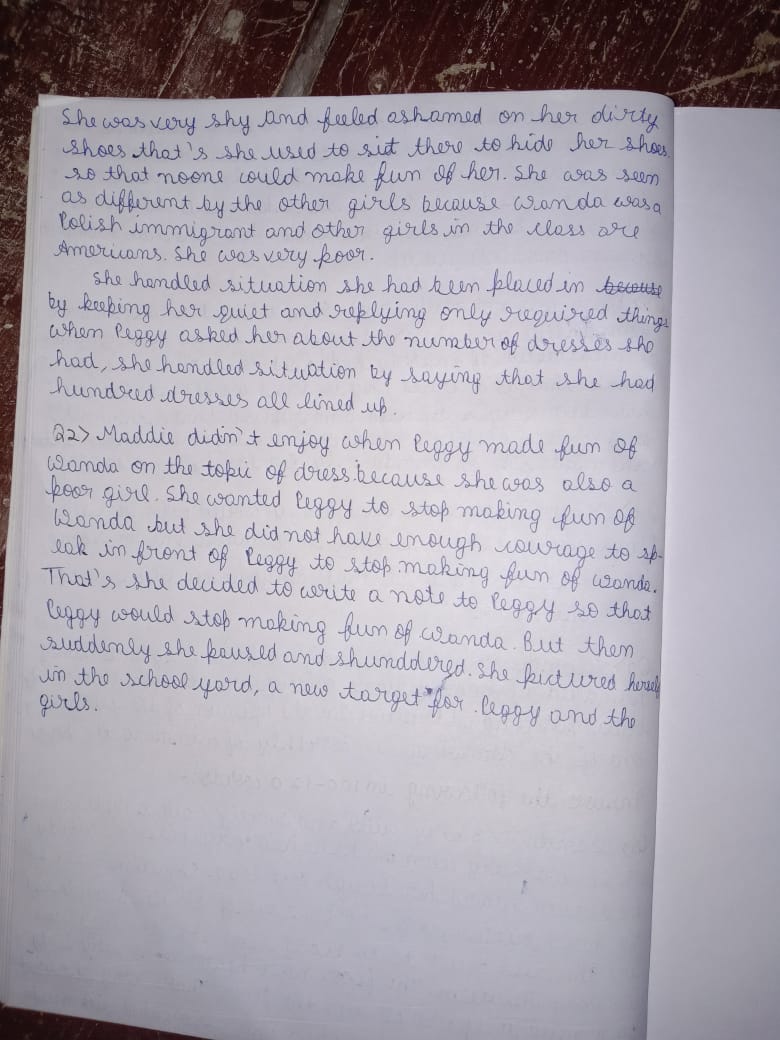 She was very shy and feeled ashamed on her dirty
shoes that's she used to sit there to hide her shoes
so that noone could make fun of her. She was seen
as different by the other girls because Wanda was a
Polish immigrant and other girls in the class are
Americans. She was very poor.
She handled situation she had been placed in because
by keeping her quiet and replying only required things
when Peggy asked her about the number of dresses she
had, she handled situation by saying that she had
hundred dresses all lined up.
Q2> Maddie didn't enjoy when Peggy made fun of
Wanda on the topic of dress because she was also a
poor girl. She wanted Peggy to stop making fun of
Wanda but she did not have enough courage to sp-
eak in front of Peggy to stop making fun of Wanda.
That's she decided to write a note to Peggy so that
Peggy would stop making fun of Wanda. But then
suddenly she paused and shunddered. She pictured herself
in the school yard, a new target for Peggy and the
girls.